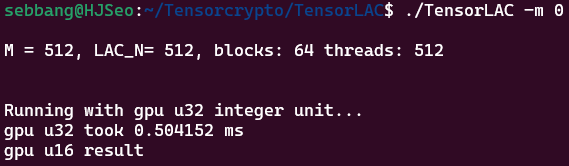 sebbang@HJSeo:~/Tensorcrypto/TensorLAC$ ./TensorLAC -m 0
M = 512, LAC_N= 512, blocks: 64 threads: 512
Running with gpu u32 integer unit...
gpu u32 took 0.504152 ms
gpu u16 result